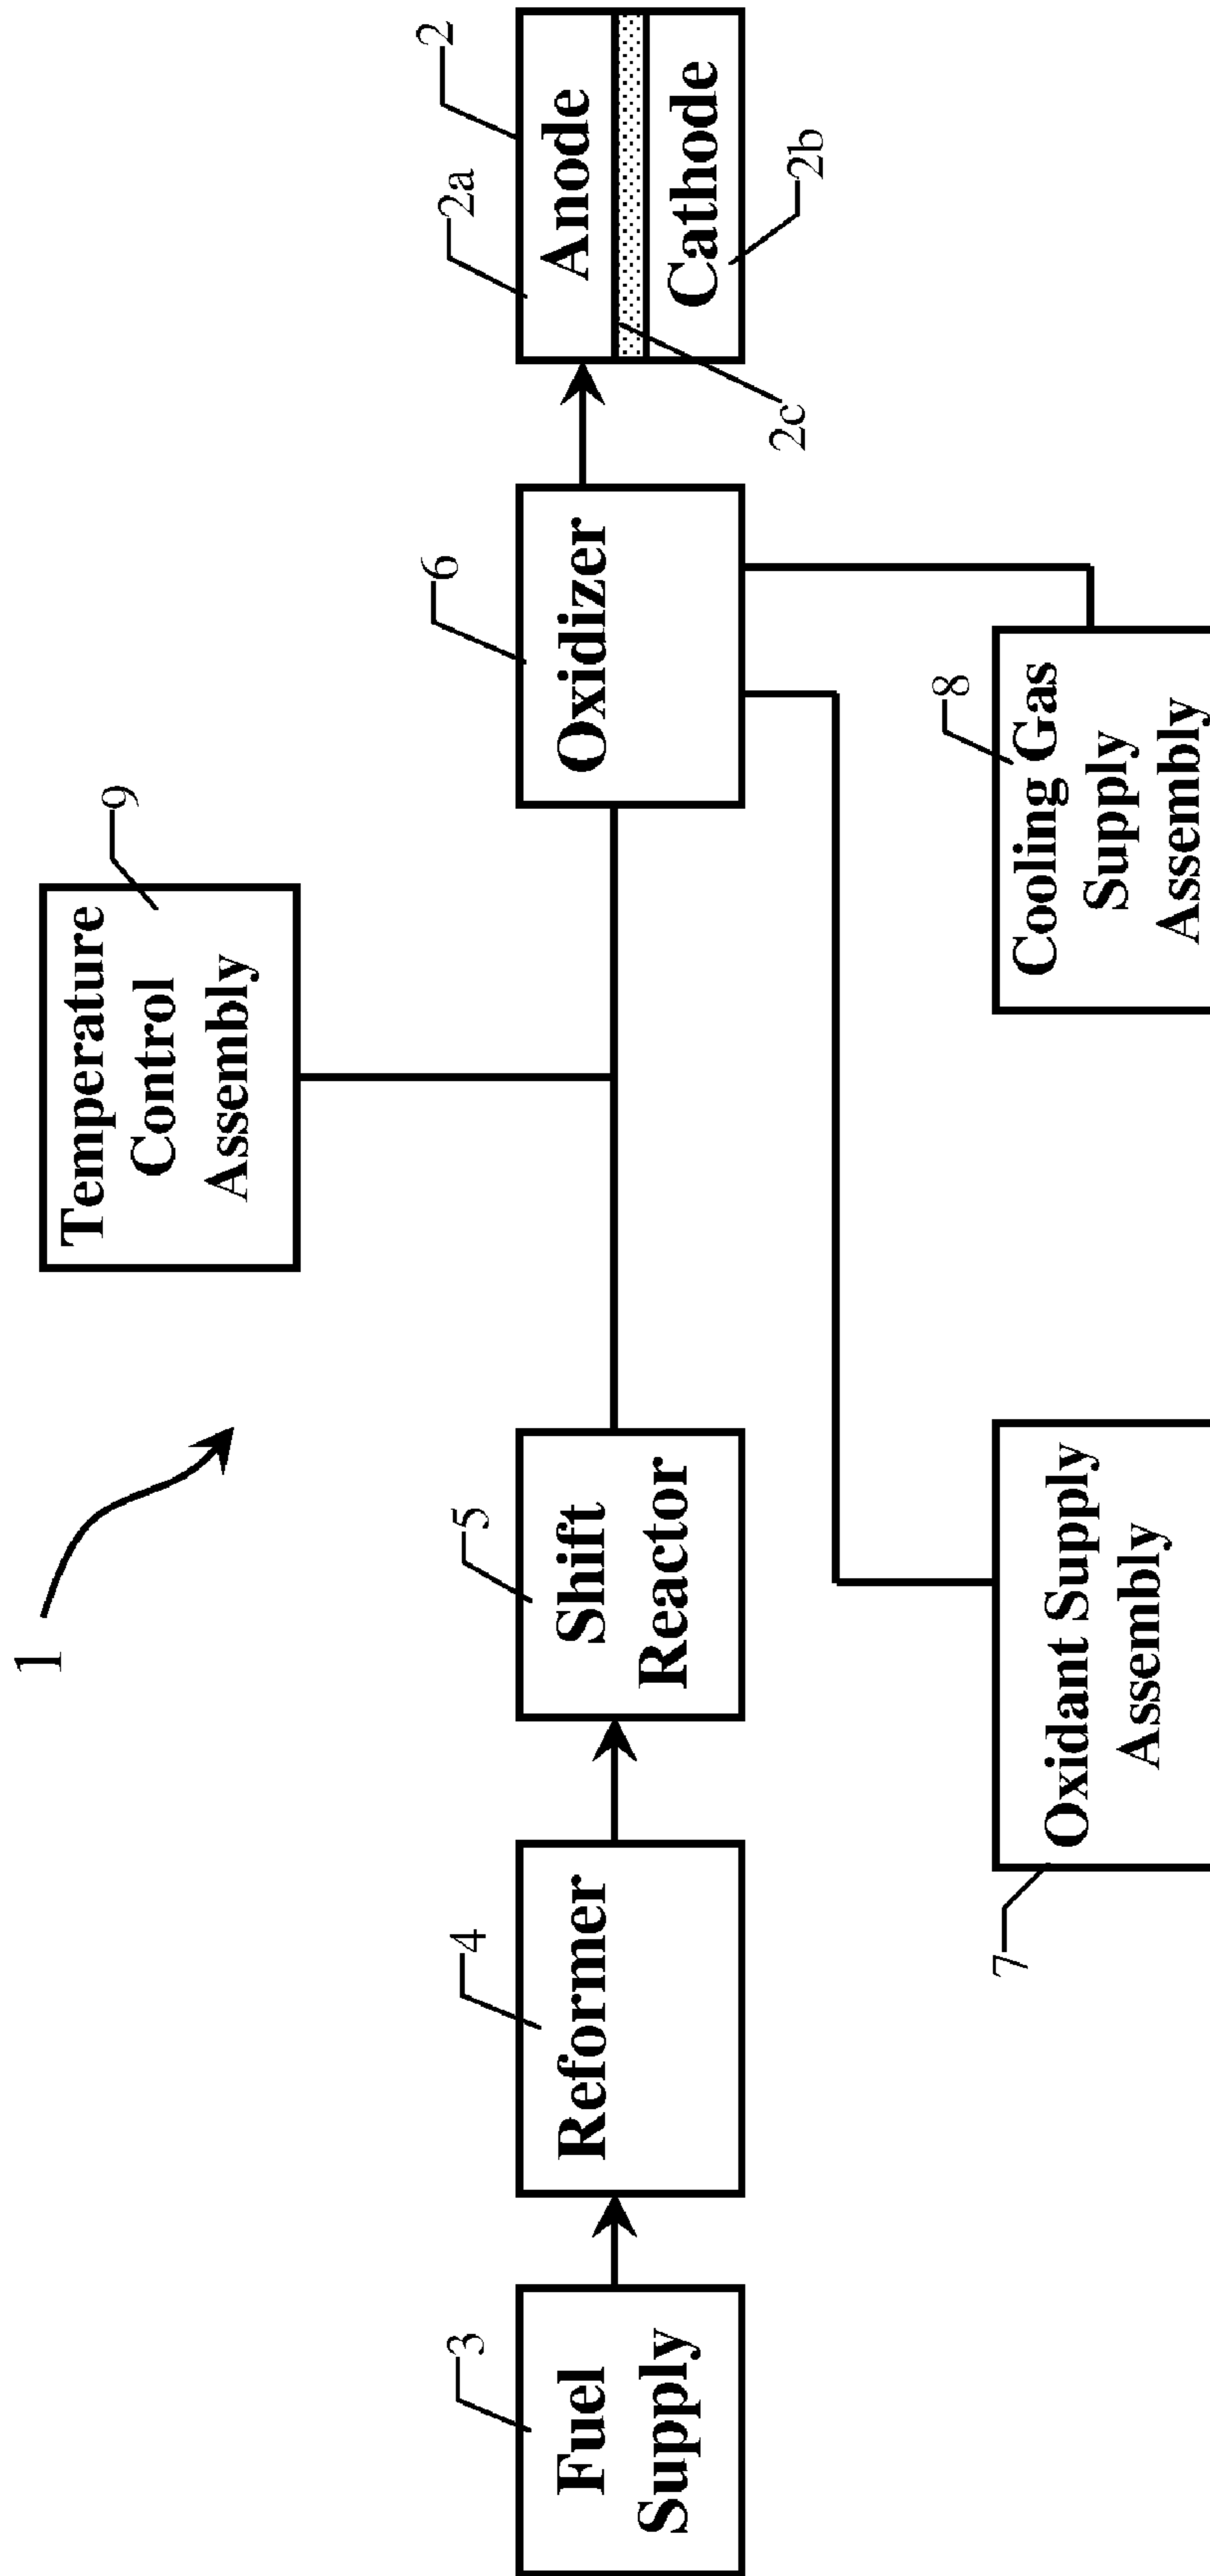 1
Temperature
Control
Assembly
9
3
Fuel
Supply
4
Reformer
5
Shift
Reactor
6
Oxidizer
2
2a
Anode
Cathode
2b
2c
7
Oxidant Supply
Assembly
8
Cooling Gas
Supply
Assembly